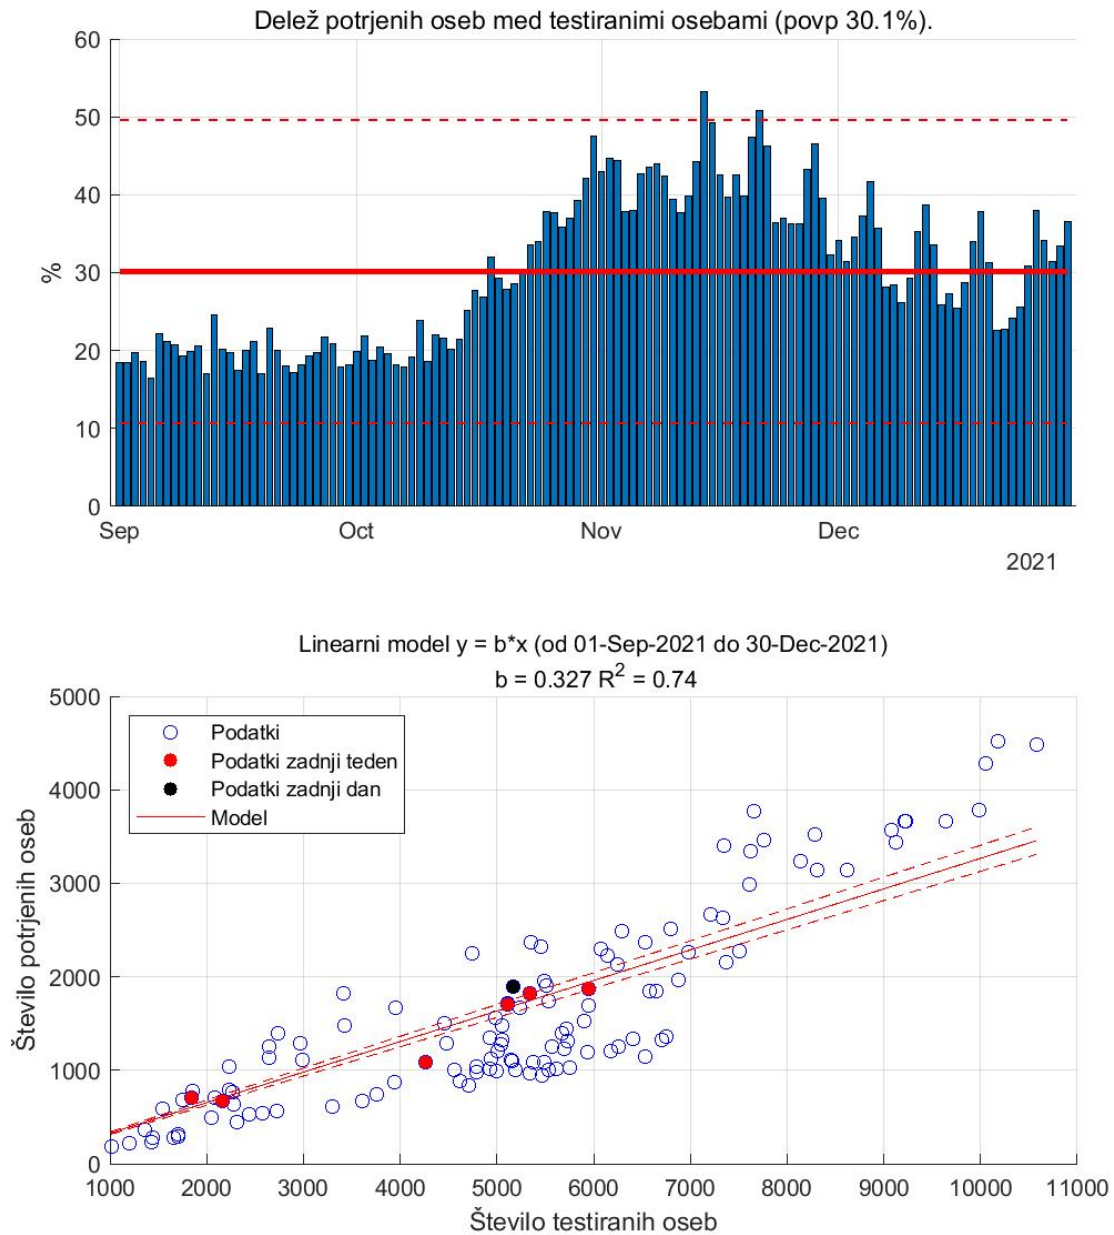 Delež potrjenih oseb med testiranimi osebami (povp 30.1%).
60
50
40
30
20
10
0
%
Sep Oct Nov Dec
2021
Linearni model y = b*x (od 01-Sep-2021 do 30-Dec-2021)
b = 0.327 R² = 0.74
5000
4000
3000
2000
1000
0
Število potrjenih oseb
Podatki
Podatki zadnji teden
Podatki zadnji dan
Model
1000 2000 3000 4000 5000 6000 7000 8000 9000 10000 11000
Število testiranih oseb